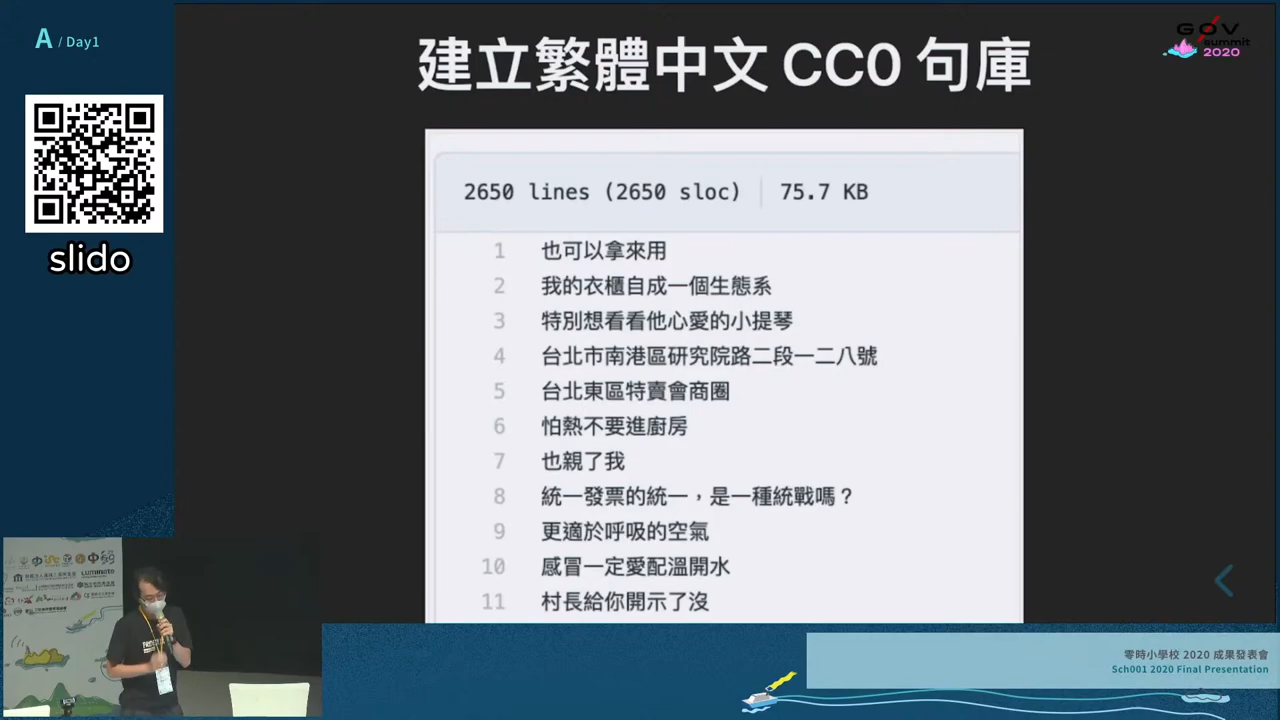 A / Day1
slido
建立繁體中文 CC0 句庫
GOV
summit
2020
2650 lines (2650 sloc) 75.7 KB
1 也可以拿來用
2 我的衣櫃自成一個生態系
3 特別想看看他心愛的小提琴
4 台北市南港區研究院路二段一二八號
5 台北東區特賣會商圈
6 怕熱不要進廚房
7 也親了我
8 統一發票的統一，是一種統戰嗎？
9 更適於呼吸的空氣
10 感冒一定愛配溫開水
11 村長給你開示了沒
零時小學校 2020 成果發表會
Sch001 2020 Final Presentation